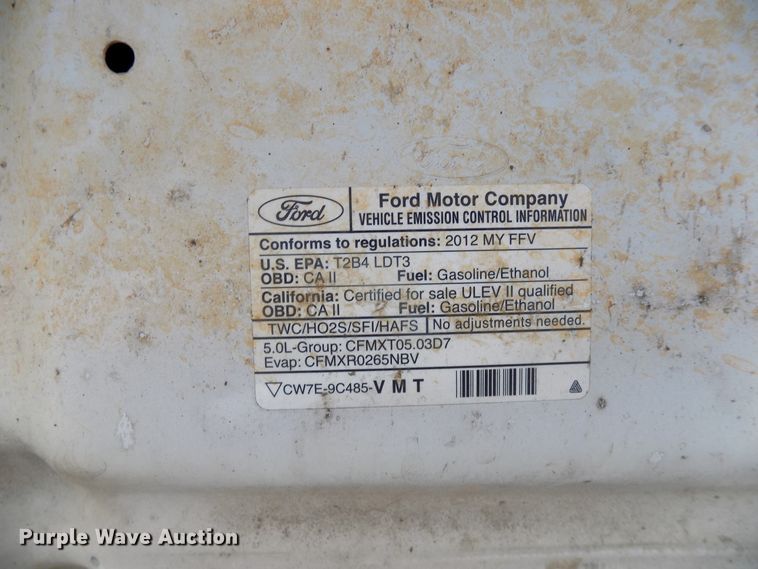 Ford
Ford
Ford Motor Company
VEHICLE EMISSION CONTROL INFORMATION
Conforms to regulations: 2012 MY FFV
U.S. EPA: T2B4 LDT3
OBD: CA II Fuel: Gasoline/Ethanol
California: Certified for sale ULEV II qualified
OBD: CA II Fuel: Gasoline/Ethanol
TWC/HO2S/SFI/HAFS No adjustments needed.
5.0L-Group: CFMXT05.03D7
Evap: CFMXR0265NBV
CW7E-9C485-V M T
Purple Wave Auction